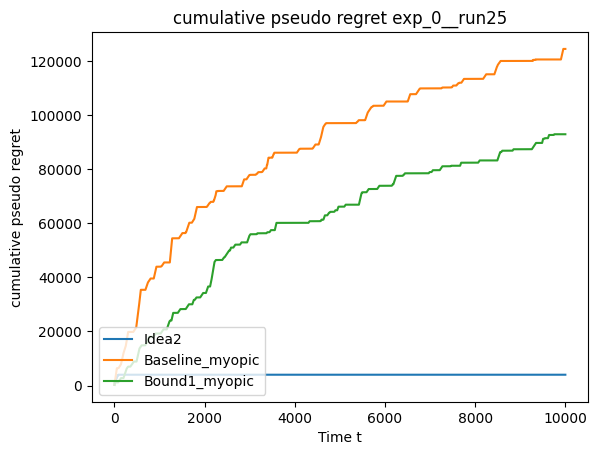 cumulative pseudo regret exp_0__run25
cumulative pseudo regret
120000
100000
80000
60000
40000
20000
0
Idea2
Baseline_myopic
Bound1_myopic
0 2000 4000 6000 8000 10000
Time t